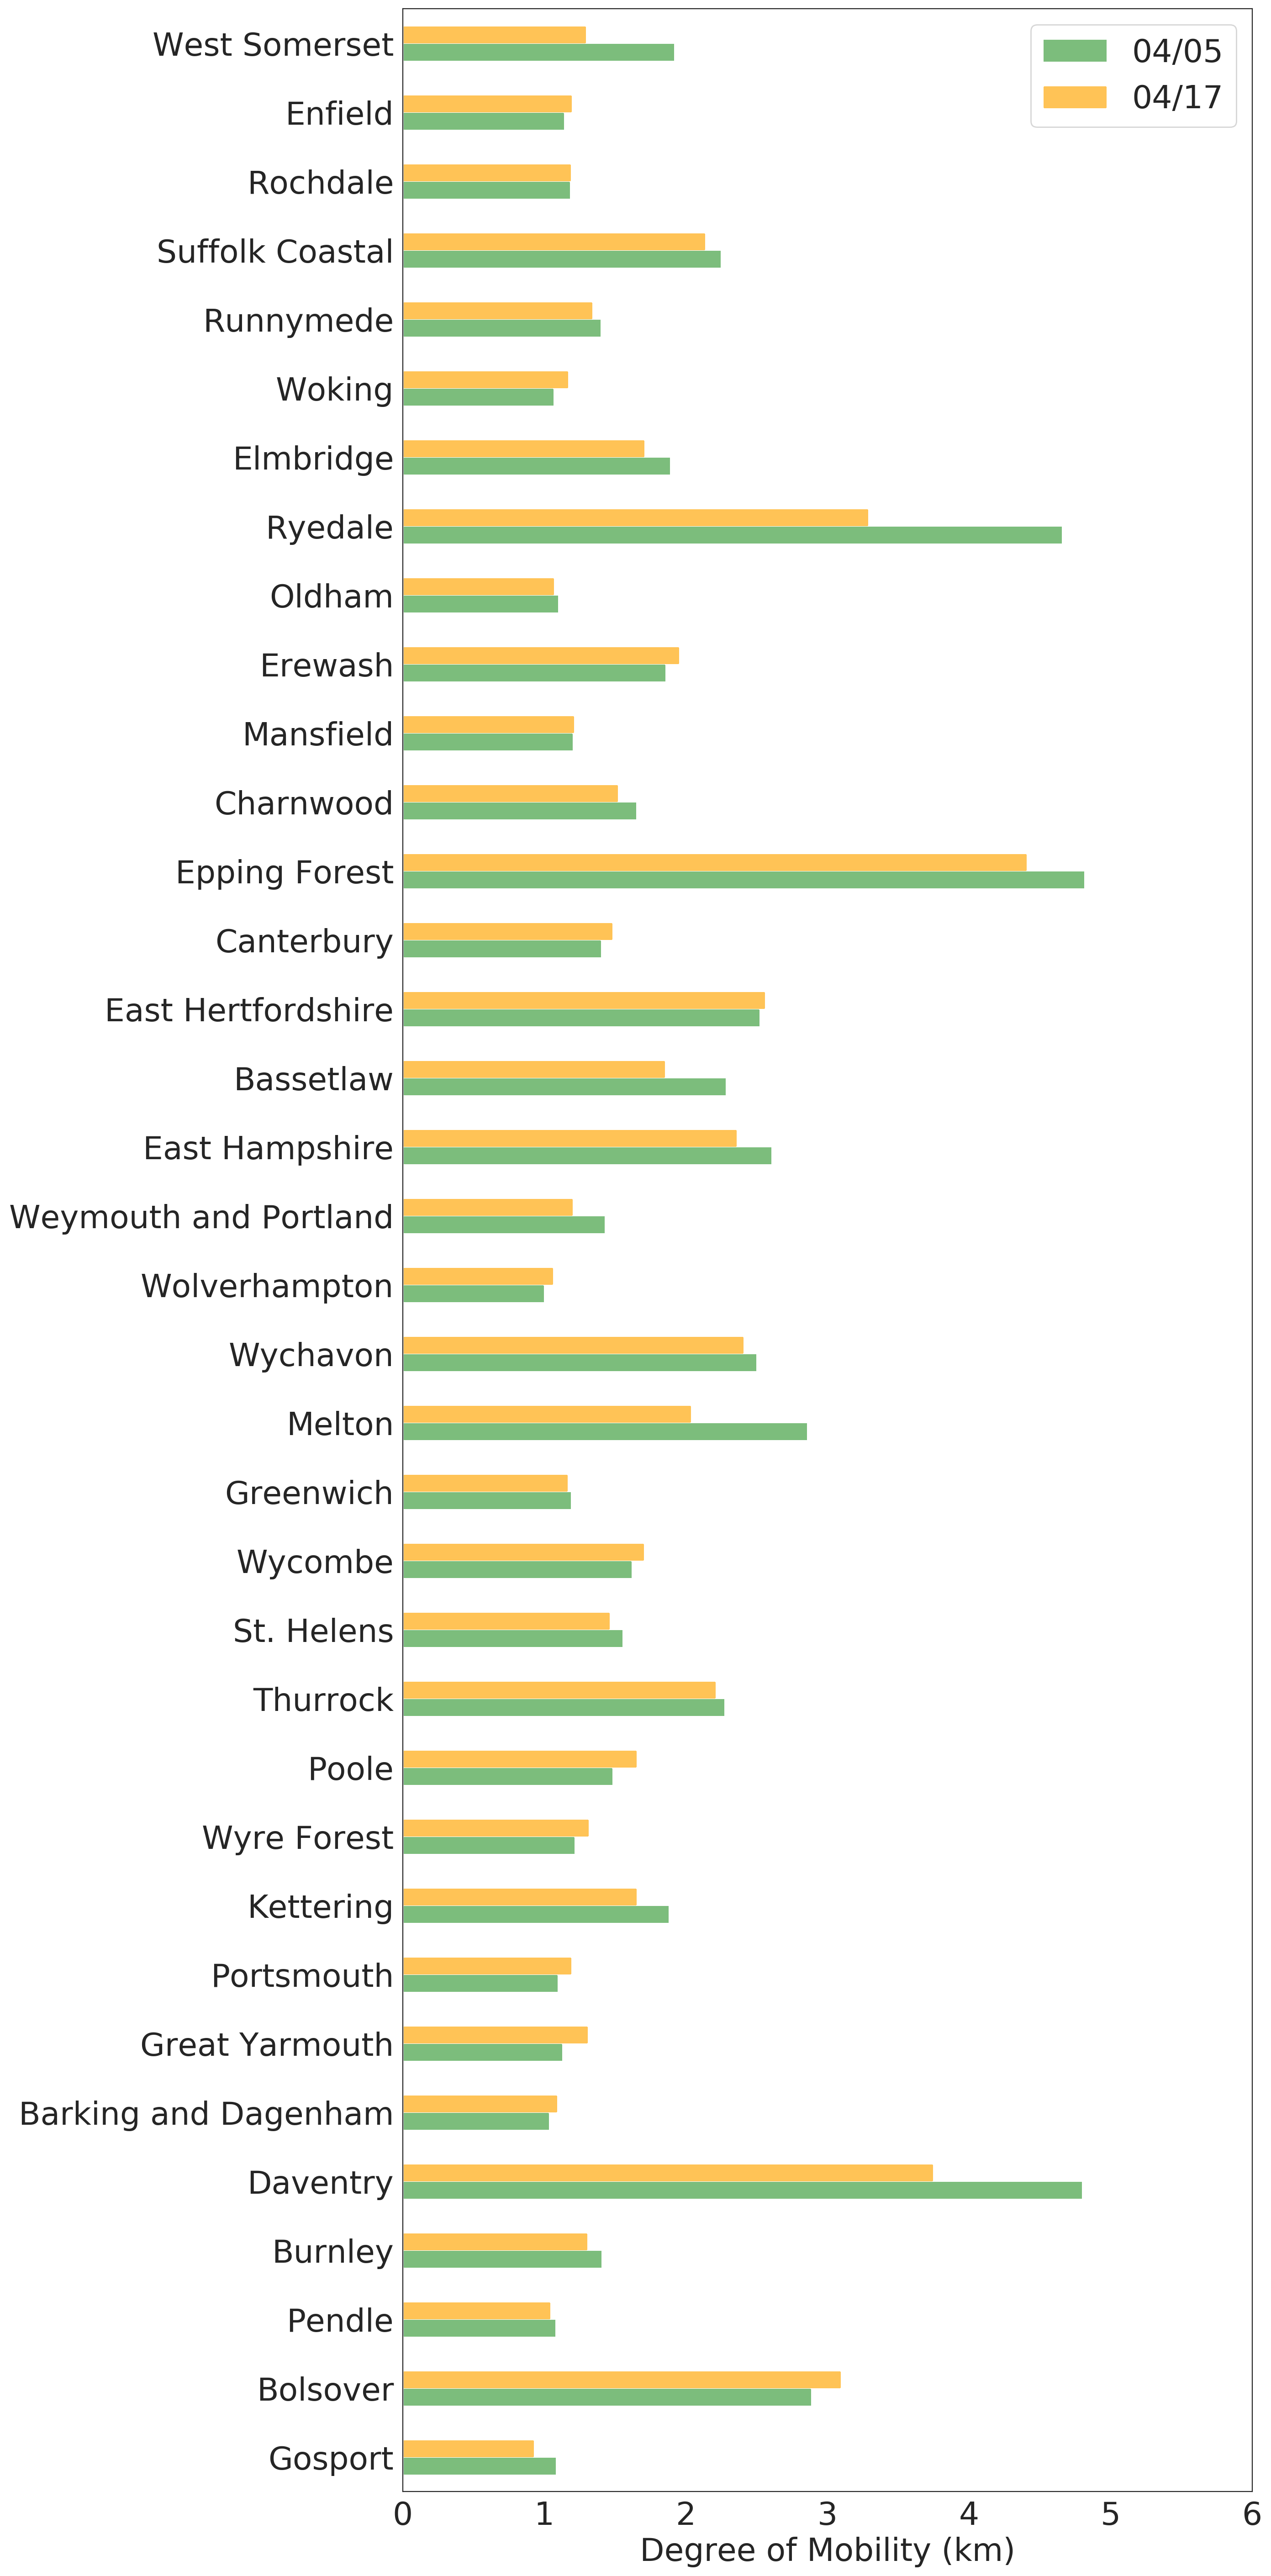 04/05
04/17
West Somerset
Enfield
Rochdale
Suffolk Coastal
Runnymede
Woking
Elmbridge
Ryedale
Oldham
Erewash
Mansfield
Charnwood
Epping Forest
Canterbury
East Hertfordshire
Bassetlaw
East Hampshire
Weymouth and Portland
Wolverhampton
Wychavon
Melton
Greenwich
Wycombe
St. Helens
Thurrock
Poole
Wyre Forest
Kettering
Portsmouth
Great Yarmouth
Barking and Dagenham
Daventry
Burnley
Pendle
Bolsover
Gosport
0 1 2 3 4 5 6
Degree of Mobility (km)